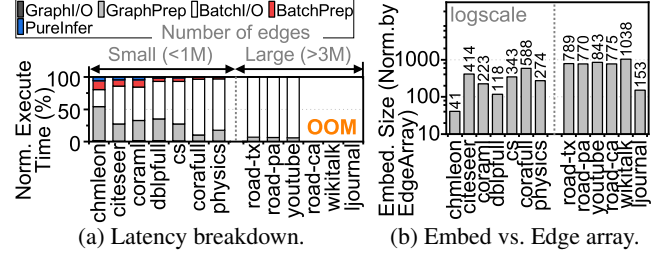 GraphI/O GraphPrep BatchI/O BatchPrep
PureInfer
Number of edges
Small (<1M) Large (>3M)
Norm. Execute
Time (%)
100
50
0
OOM
chmleon
citeseer
coraml
dblpfull
cs
corafull
physics
road-tx
road-pa
youtube
road-ca
wikitalk
ljournal
(a) Latency breakdown.
Embed. Size (Norm.by
EdgeArray)
logscale
1000
100
10
41
414
223
118
343
588
274
789
770
843
775
1038
153
chmleon
citeseer
coraml
dblpfull
cs
corafull
physics
road-tx
road-pa
youtube
road-ca
wikitalk
ljournal
(b) Embed vs. Edge array.